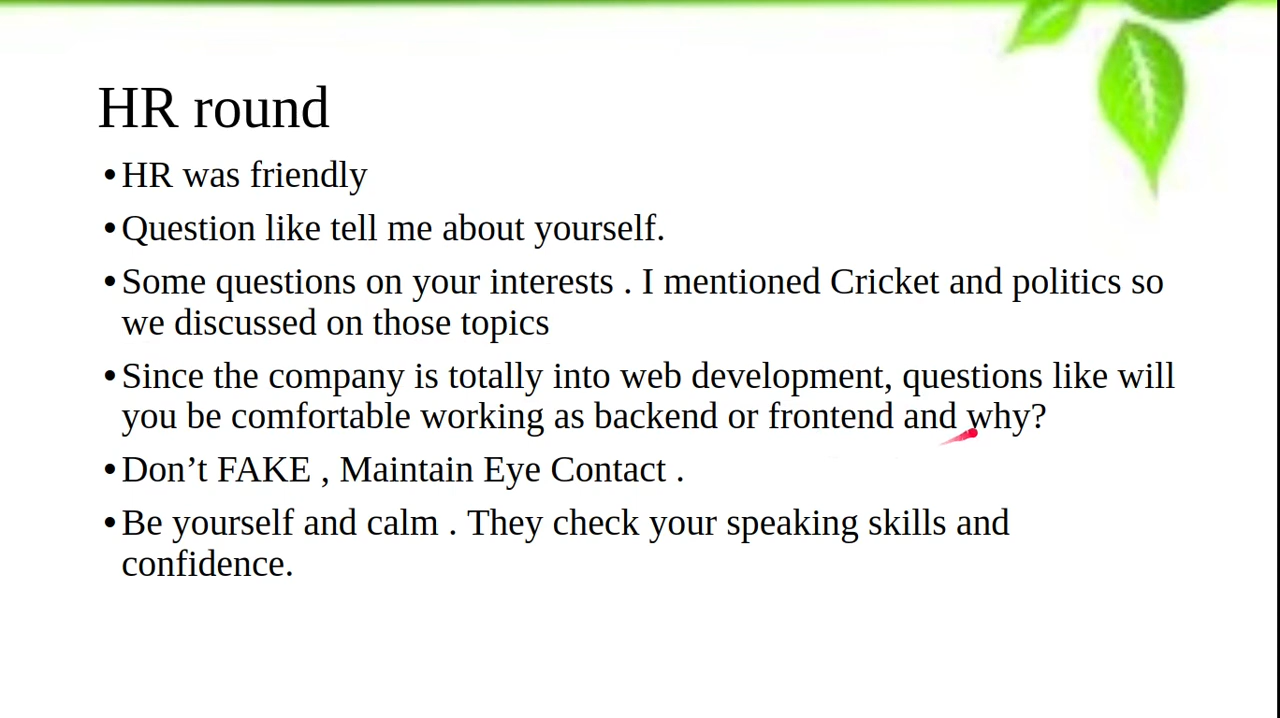 HR round
•HR was friendly
•Question like tell me about yourself.
•Some questions on your interests . I mentioned Cricket and politics so
we discussed on those topics
•Since the company is totally into web development, questions like will
you be comfortable working as backend or frontend and why?
•Don’t FAKE , Maintain Eye Contact .
•Be yourself and calm . They check your speaking skills and
confidence.